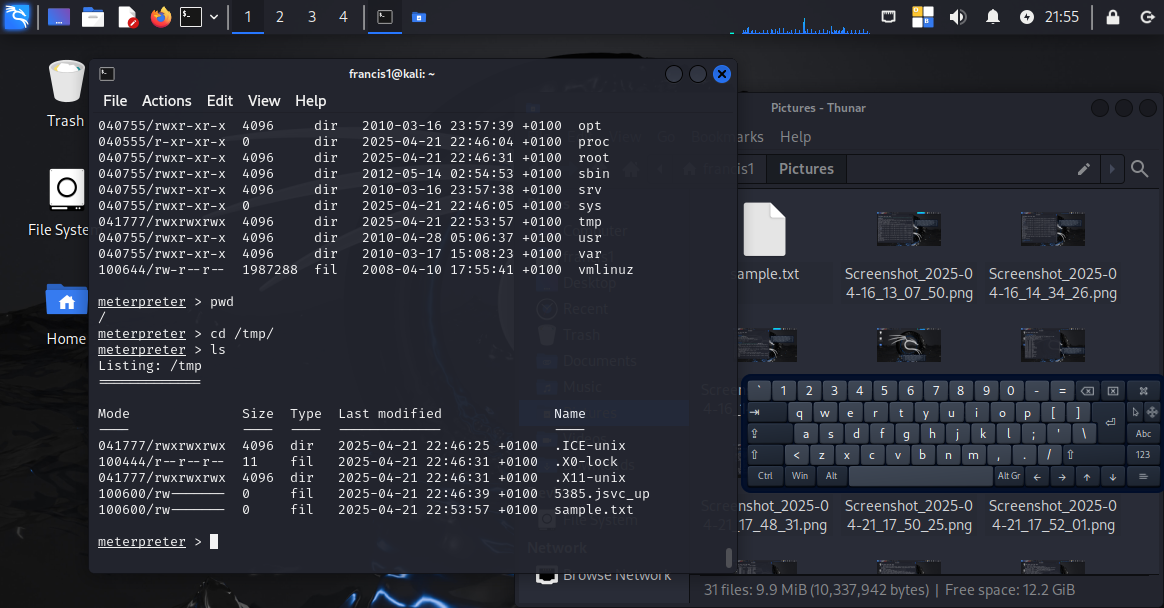 1 2 3 4
21:55
Trash
File Syste
Home
francis1@kali: ~
File Actions Edit View Help
040755/rwxr-xr-x 4096 dir 2010-03-16 23:57:39 +0100 opt
040555/r-xr-xr-x 0 dir 2025-04-21 22:46:04 +0100 proc
040755/rwxr-xr-x 4096 dir 2025-04-21 22:46:31 +0100 root
040755/rwxr-xr-x 4096 dir 2012-05-14 02:54:53 +0100 sbin
040755/rwxr-xr-x 4096 dir 2010-03-16 23:57:38 +0100 srv
040755/rwxr-xr-x 0 dir 2025-04-21 22:46:05 +0100 sys
041777/rwxrwxrwx 4096 dir 2025-04-21 22:53:57 +0100 tmp
040755/rwxr-xr-x 4096 dir 2010-04-28 05:06:37 +0100 usr
040755/rwxr-xr-x 4096 dir 2010-03-17 15:08:23 +0100 var
100644/rw-r--r-- 1987288 fil 2008-04-10 17:55:41 +0100 vmlinuz
meterpreter > pwd
/
meterpreter > cd /tmp/
meterpreter > ls
Listing: /tmp
Mode Size Type Last modified Name
041777/rwxrwxrwx 4096 dir 2025-04-21 22:46:25 +0100 .ICE-unix
100444/r--r--r-- 11 fil 2025-04-21 22:46:31 +0100 .X0-lock
041777/rwxrwxrwx 4096 dir 2025-04-21 22:46:31 +0100 .X11-unix
100600/rw------- 0 fil 2025-04-21 22:46:39 +0100 5385.jsvc_up
100600/rw------- 0 fil 2025-04-21 22:53:57 +0100 sample.txt
meterpreter >
Pictures - Thunar
Go Bookmarks Help
francis1 Pictures
Desktop
Recent
Trash
Documents
Music
File System
Network
Browse Network
ample.txt
Screenshot_2025-0
4-16_13_07_50.png
Screenshot_2025-0
4-16_14_34_26.png
` 1 2 3 4 5 6 7 8 9 0 - =
q w e r t y u i o p [ ]
a s d f g h j k l ; ' \ Abc
< z x c v b n m , . / 123
Ctrl Win Alt Alt Gr
nshot_2025-0
4-21_17_48_31.png
Screenshot_2025-0
4-21_17_50_25.png
Screenshot_2025-0
4-21_17_52_01.png
31 files: 9.9 MiB (10,337,942 bytes) | Free space: 12.2 GiB